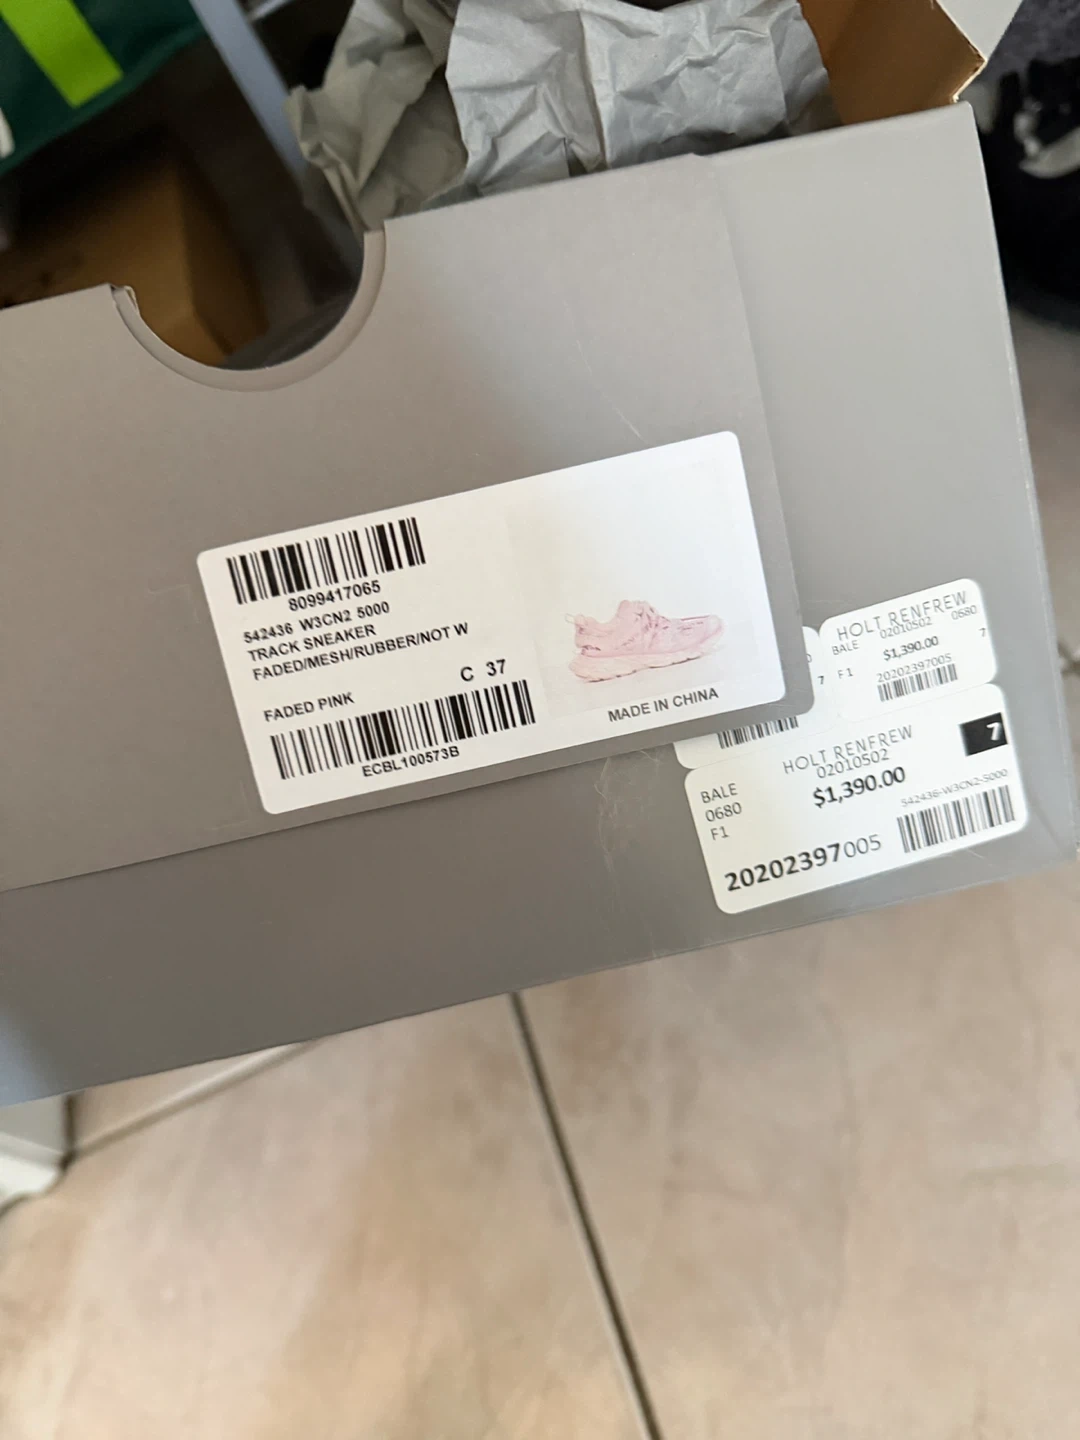 8099417065
542436 W3CN2 5000
TRACK SNEAKER
FADED/MESH/RUBBER/NOT W
C 37
FADED PINK
ECBL100573B
MADE IN CHINA
HOLT RENFREW
02010502 0680
BALE $1,390.00 7
F1 20202397005
7
HOLT RENFREW 7
02010502
BALE $1,390.00
0680
542436-W3CN2-5000
F1
20202397005